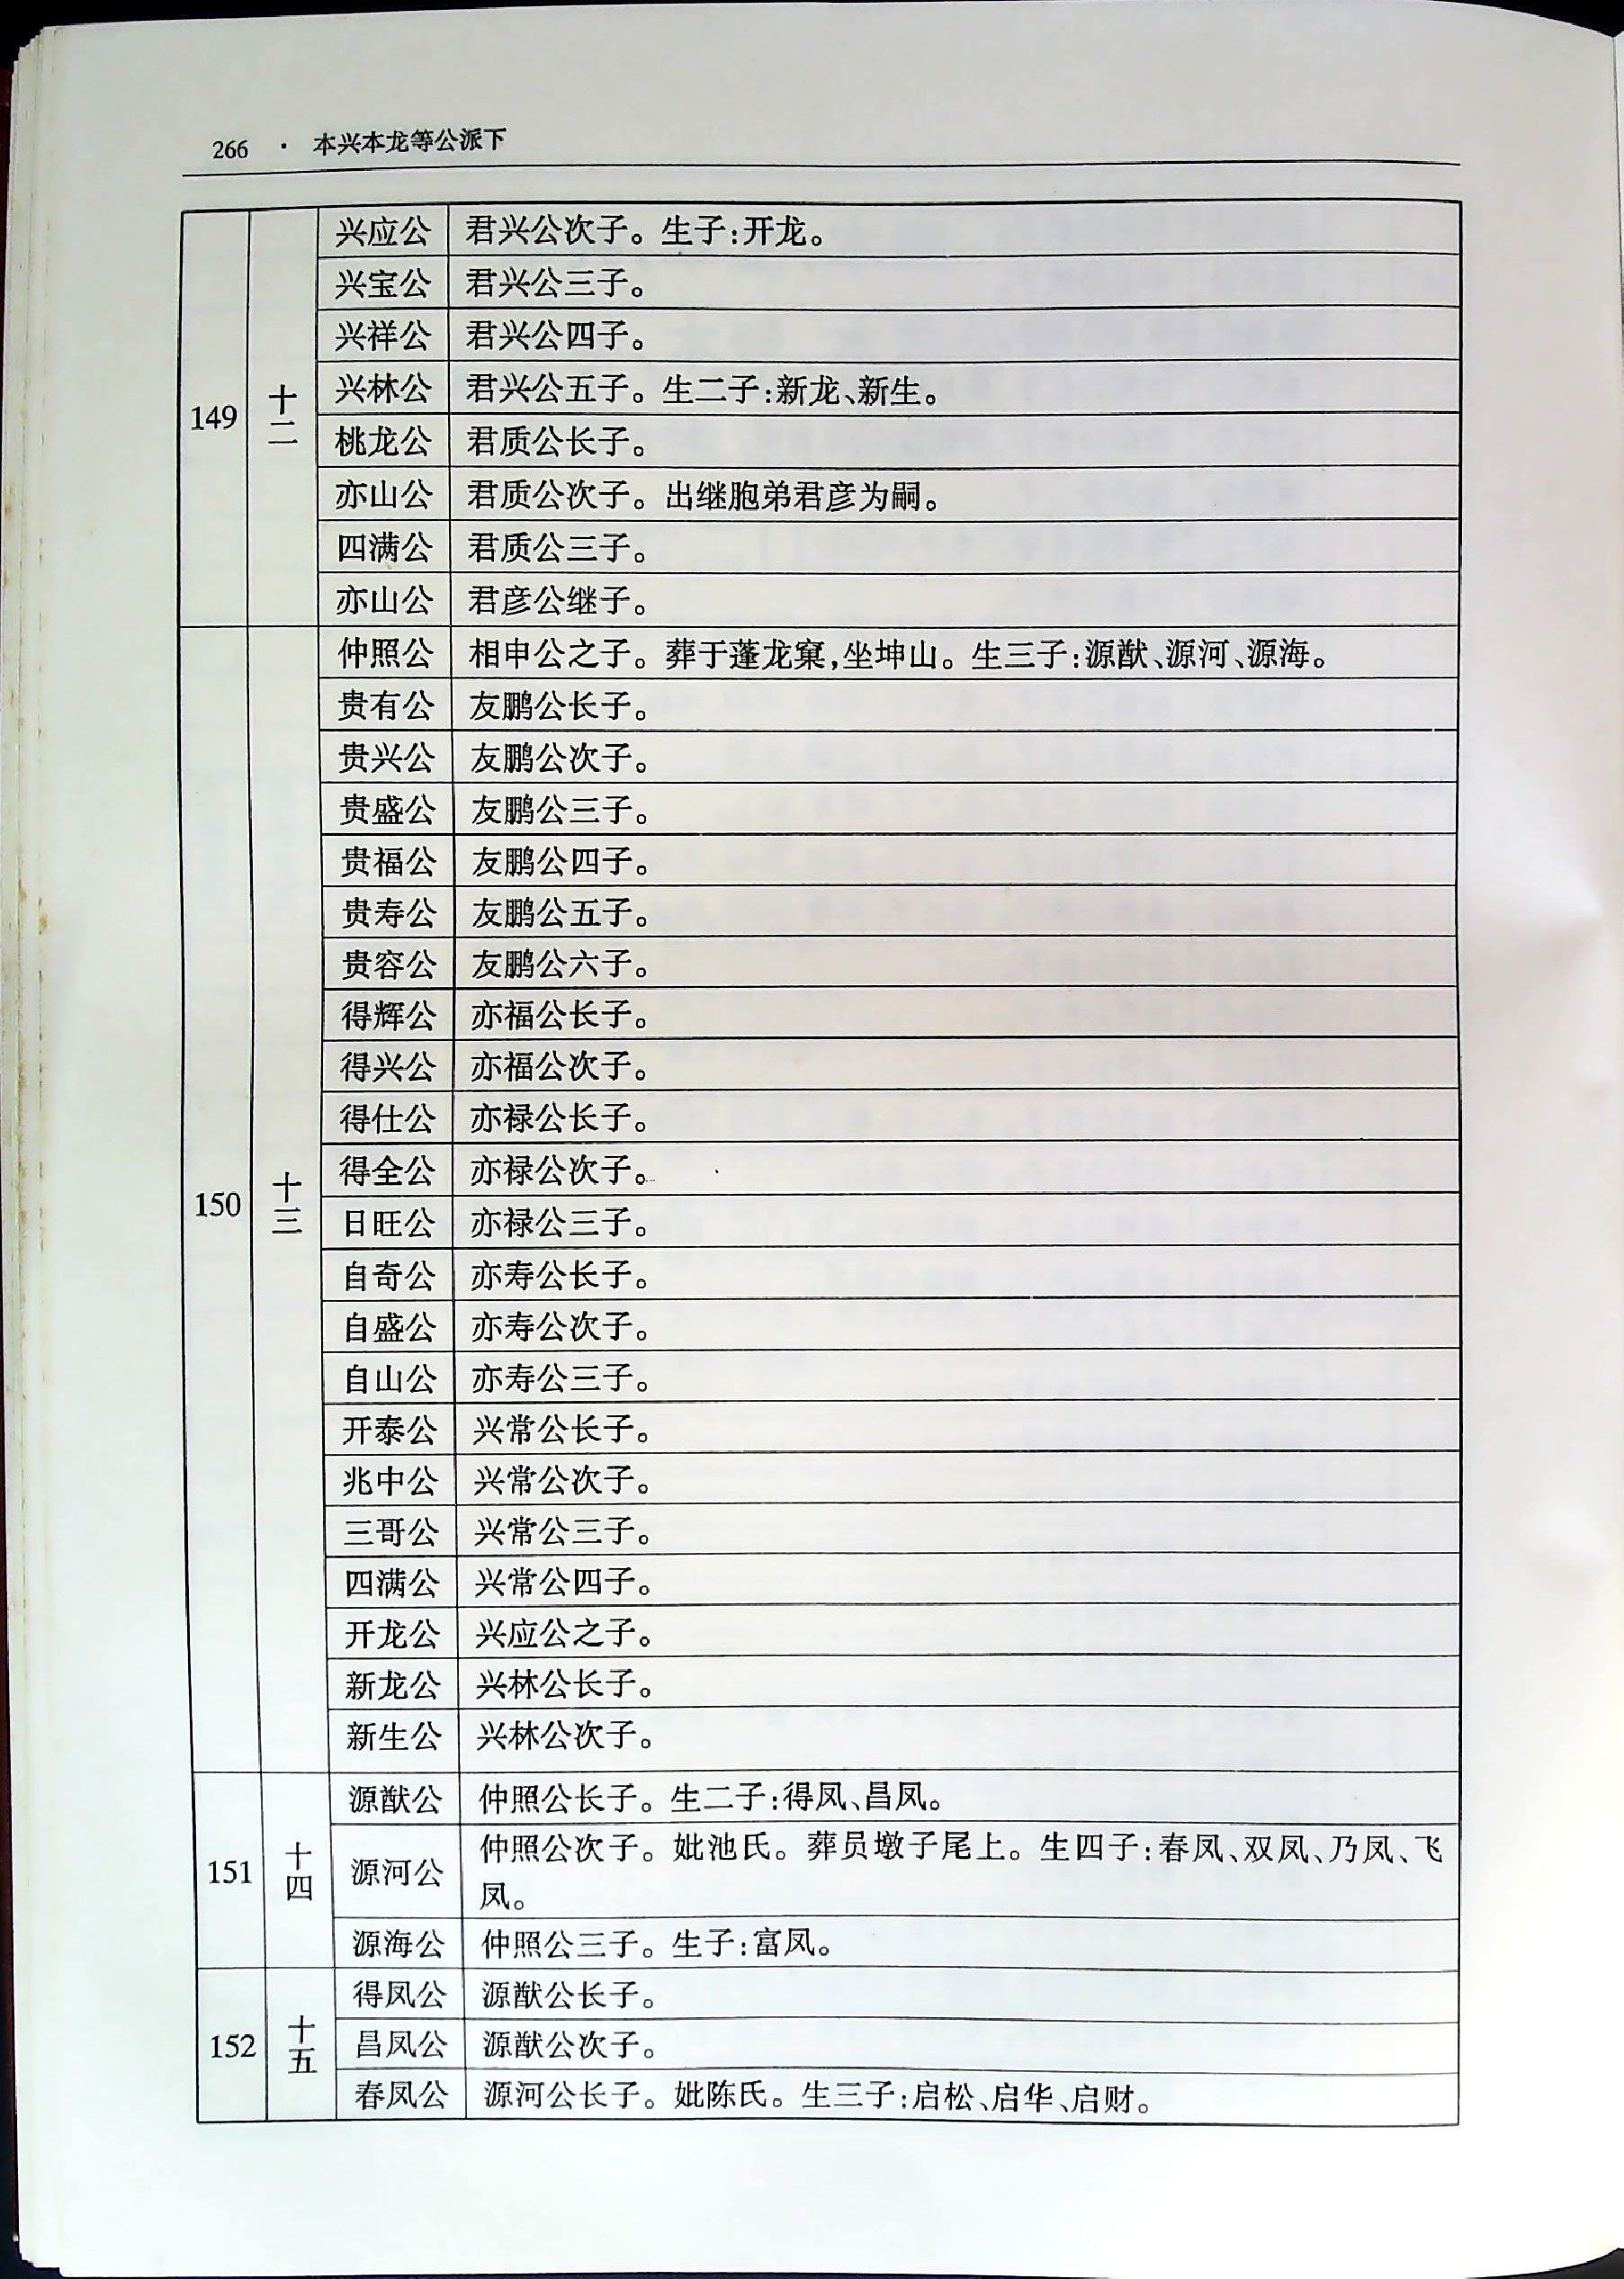 266 · 本兴本龙等公派下
149 十二 兴应公 君兴公次子。生子:开龙。
兴宝公 君兴公三子。
兴祥公 君兴公四子。
兴林公 君兴公五子。生二子:新龙、新生。
桃龙公 君质公长子。
亦山公 君质公次子。出继胞弟君彦为嗣。
四满公 君质公三子。
亦山公 君彦公继子。
150 十三 仲照公 相申公之子。葬于蓬龙窠,坐坤山。生三子:源猷、源河、源海。
贵有公 友鹏公长子。
贵兴公 友鹏公次子。
贵盛公 友鹏公三子。
贵福公 友鹏公四子。
贵寿公 友鹏公五子。
贵容公 友鹏公六子。
得辉公 亦福公长子。
得兴公 亦福公次子。
得仕公 亦禄公长子。
得全公 亦禄公次子。
日旺公 亦禄公三子。
自奇公 亦寿公长子。
自盛公 亦寿公次子。
自山公 亦寿公三子。
开泰公 兴常公长子。
兆中公 兴常公次子。
三哥公 兴常公三子。
四满公 兴常公四子。
开龙公 兴应公之子。
新龙公 兴林公长子。
新生公 兴林公次子。
151 十四 源猷公 仲照公长子。生二子:得凤、昌凤。
源河公 仲照公次子。妣池氏。葬员墩子尾上。生四子:春凤、双凤、乃凤、飞
凤。
源海公 仲照公三子。生子:富凤。
152 十五 得凤公 源猷公长子。
昌凤公 源猷公次子。
春凤公 源河公长子。妣陈氏。生三子:启松、启华、启财。